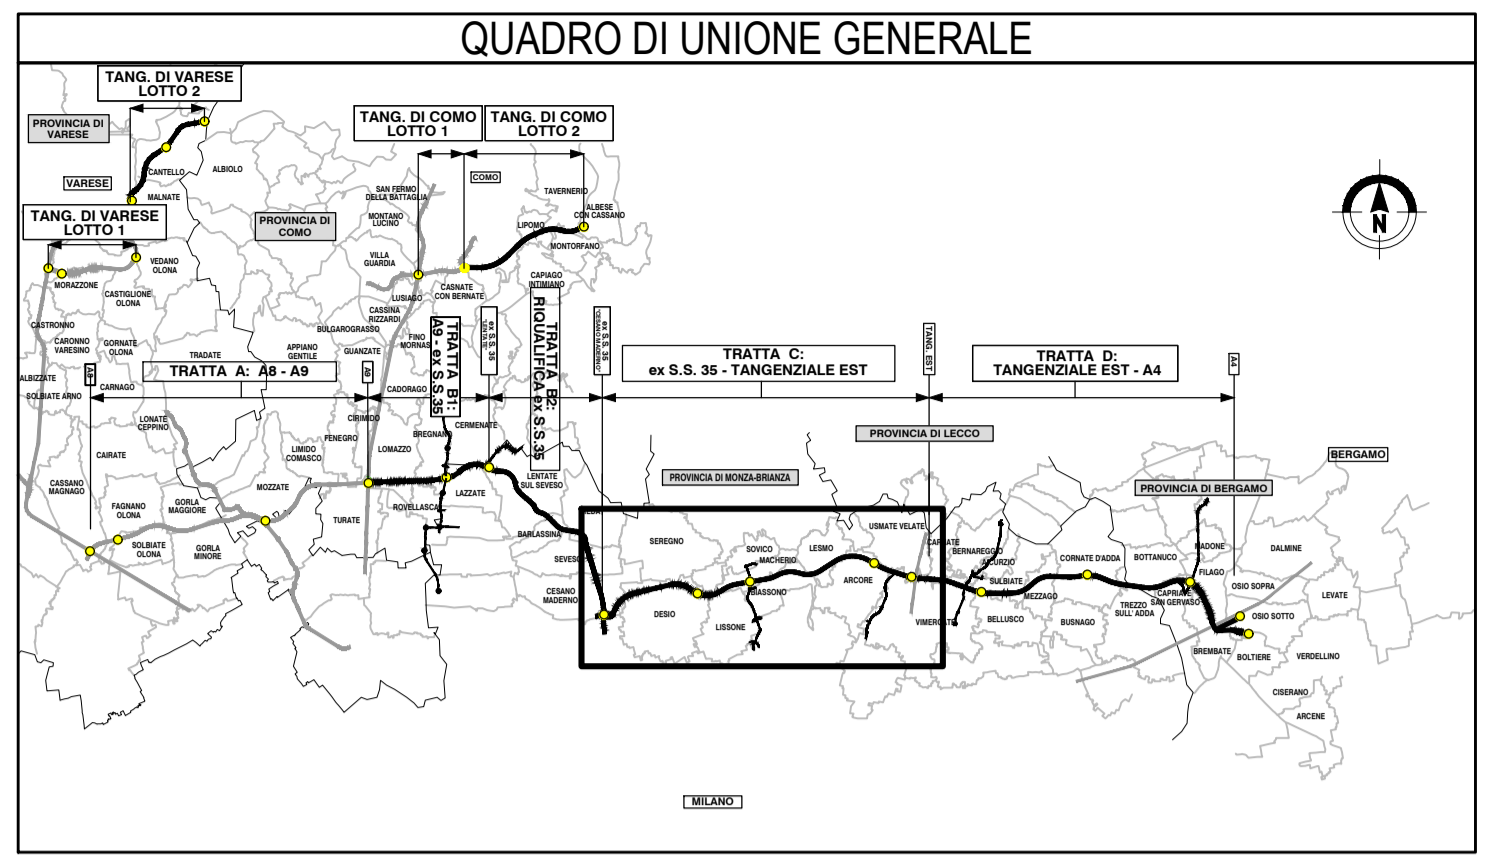 QUADRO DI UNIONE GENERALE
TANG. DI VARESE
LOTTO 2
PROVINCIA DI
VARESE
TANG. DI COMO
LOTTO 1
TANG. DI COMO
LOTTO 2
CANTELLO
ALBIOLO
VARESE
MALNATE
COMO
SAN FERMO
DELLA BATTAGLIA
TAVERNERIO
TANG. DI VARESE
LOTTO 1
PROVINCIA DI
COMO
MONTANO
LUCINO
ALBESE
CON CASSANO
LIPOMO
MONTORFANO
N
VILLA
GUARDIA
VEDANO
OLONA
MORAZZONE
CASTIGLIONE
OLONA
LUSIAGO
CASNATE
CON BERNATE
CAPIAGO
INTIMIANO
CASSINA
RIZZARDI
CASTRONNO
BULGAROGRASSO
CARONNO
VARESINO
GORNATE
OLONA
TRADATE
APPIANO
GENTILE
GUANZATE
FINO
MORNAS
TRATTA B1:
A9 - ex S.S.35
ex S.S. 35
"LENTATE"
TRATTA B2:
RIQUALIFICA ex S.S.35
ex S.S. 35
"CESANO MADERNO"
TRATTA C:
ex S.S. 35 - TANGENZIALE EST
TANG. EST
TRATTA D:
TANGENZIALE EST - A4
A4
A8
TRATTA A: A8 - A9
A9
ALBIZZATE
CARNAGO
SOLBIATE ARNO
CADORAGO
LONATE
CEPPINO
CIRIMIDO
FENEGRO
BREGNANO
CERMENATE
PROVINCIA DI LECCO
CAIRATE
LIMIDO
COMASCO
LOMAZZO
BERGAMO
CASSANO
MAGNAGO
MOZZATE
LAZZATE
LENTATE
SUL SEVESO
PROVINCIA DI MONZA-BRIANZA
PROVINCIA DI BERGAMO
FAGNANO
OLONA
GORLA
MAGGIORE
ROVELLASCA
TURATE
SOLBIATE
OLONA
GORLA
MINORE
BARLASSINA
SEVESO
CESANO
MADERNO
SEREGNO
USMATE VELATE
SOVICO
MACHERIO
LESMO
ARCORE
BIASSONO
DESIO
LISSONE
VIMERCATE
BERNAREGGIO
AICURZIO
SULBIATE
MEZZAGO
BELLUSCO
CORNATE D'ADDA
BUSNAGO
BOTTANUCO
TREZZO
SULL' ADDA
CAPRIATE
SAN GERVASO
MADONE
FILAGO
DALMINE
OSIO SOPRA
LEVATE
OSIO SOTTO
BREMBATE
BOLTIERE
VERDELLINO
CISERANO
ARCENE
MILANO